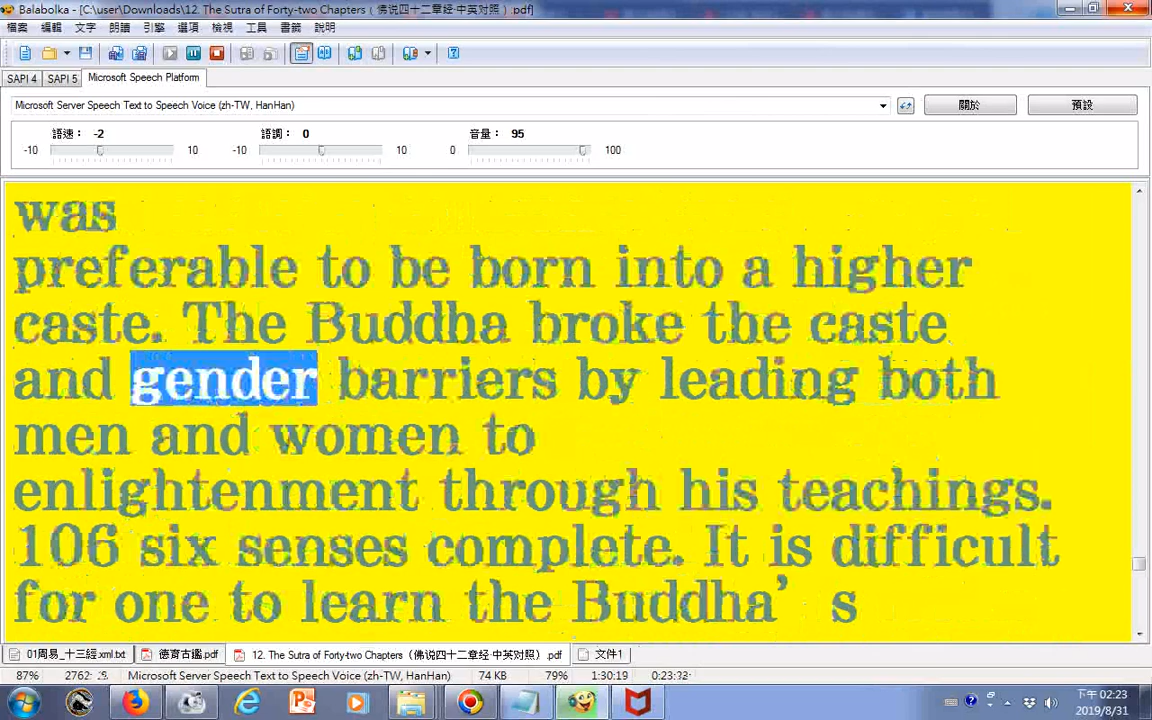 Balabolka - [C:\user\Downloads\12. The Sutra of Forty-two Chapters（佛说四十二章经·中英对照）.pdf]
檔案 編輯 文字 朗讀 引擎 選項 檢視 工具 書籤 說明
SAPI 4 SAPI 5 Microsoft Speech Platform
Microsoft Server Speech Text to Speech Voice (zh-TW, HanHan) 關於 預設
語速： -2 語調： 0 音量： 95
-10 10 -10 10 0 100
was
preferable to be born into a higher
caste. The Buddha broke the caste
and gender barriers by leading both
men and women to
enlightenment through his teachings.
106 six senses complete. It is difficult
for one to learn the Buddha’s
01周易_十三經.xml.txt 德育古鑑.pdf 12. The Sutra of Forty-two Chapters（佛说四十二章经·中英对照）.pdf 文件1
87% Microsoft Server Speech Text to Speech Voice (zh-TW, HanHan) 74 KB 79% 1:30:19 0:23:32
下午 02:23
2019/8/31